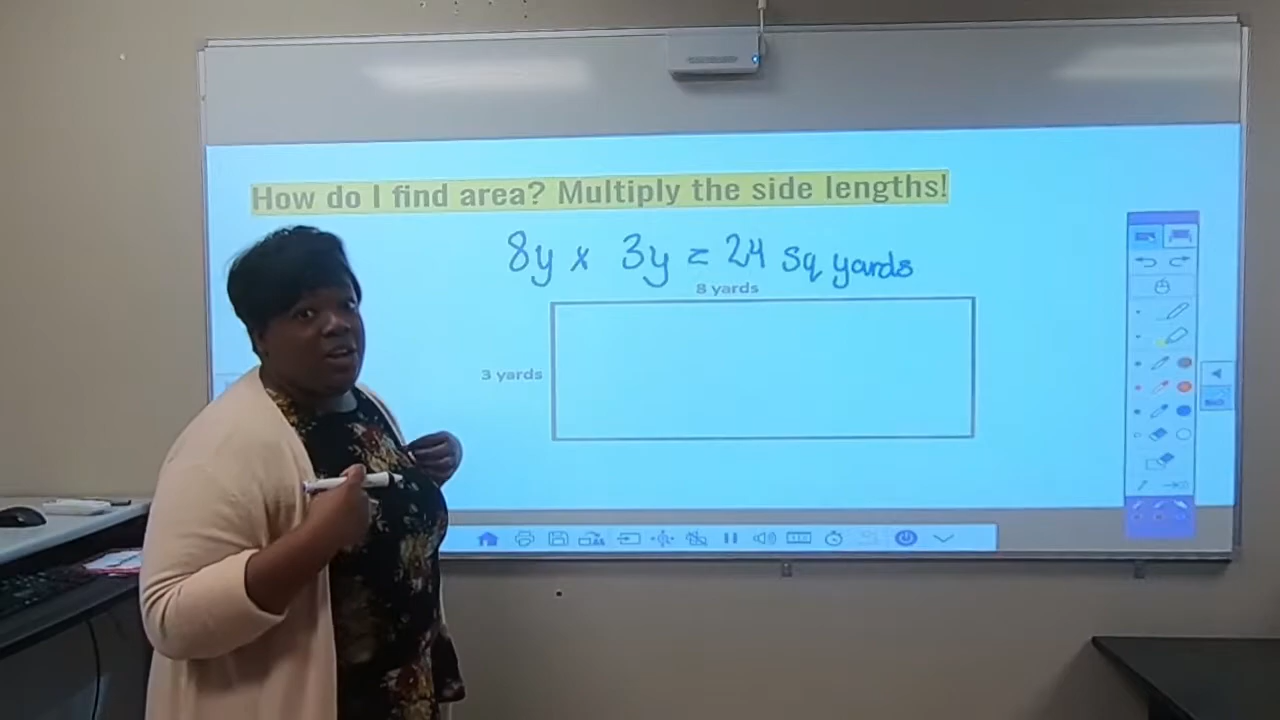 How do I find area? Multiply the side lengths!
8y x 3y = 24 sq yards
8 yards
3 yards